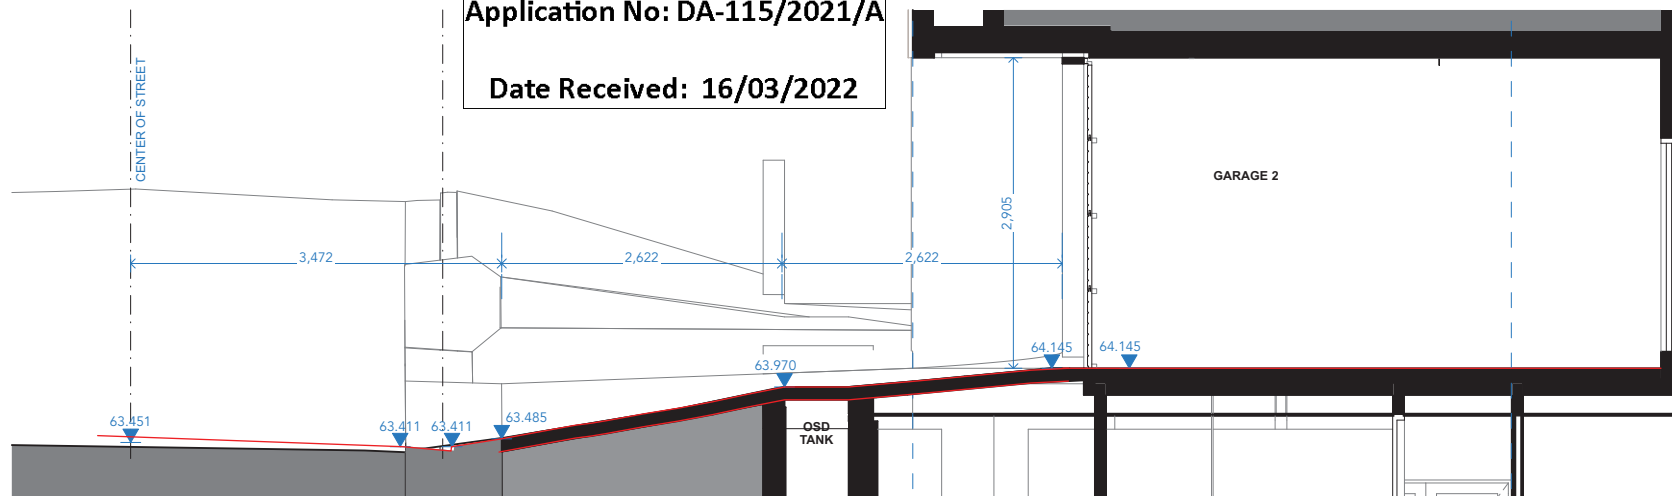 Application No: DA-115/2021/A
Date Received: 16/03/2022
CENTER OF STREET
GARAGE 2
2,905
3,472
2,622
2,622
64.145
64.145
63.970
63.451
63.411
63.411
63.485
OSD
TANK